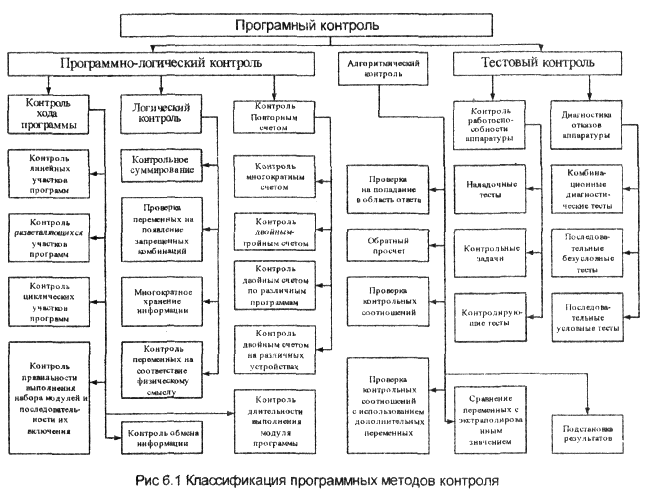 Програмный контроль
Программно-логический контроль
Алгоритмический
контроль
Тестовый контроль
Контроль
хода
программы
Логический
контроль
Контроль
Повторным
счетом
Контроль
работоспо-
собности
аппаратуры
Диагностика
отказов
аппаратуры
Контроль
линейных
участков
программ
Контрольное
суммирование
Контроль
многократным
счетом
Проверка
на попадание
в область ответа
Наладочные
тесты
Комбина-
ционные
диагности-
ческие тесты
Контроль
разветвляющихся
участков
программ
Проверка
переменных на
появление
запрещенных
комбинаций
Контроль
двойным-
тройным счетом
Обратный
просчет
Контрольные
задачи
Последова-
тельные
безусловные
тесты
Контроль
циклических
участков
программ
Многократное
хранение
информации
Контроль
двойным счетом
по различным
программам
Проверка
контрольных
соотношений
Контролирую-
щие тесты
Последова-
тельные
условные тесты
Контроль
правильности
выполнения
набора модулей и
последователь-
ности их
включения
Контроль
переменных на
соответствие
физическому
смыслу
Контроль
двойным счетом
на различных
устройствах
Контроль обмена
информации
Контроль
длительности
выполнения
модуля
программы
Проверка
контрольных
соотношений
с использованием
дополнительных
переменных
Сравнение
переменных с
экстраполирова
нным
значением
Подстановка
результатов
Рис 6.1 Классификация программных методов контроля